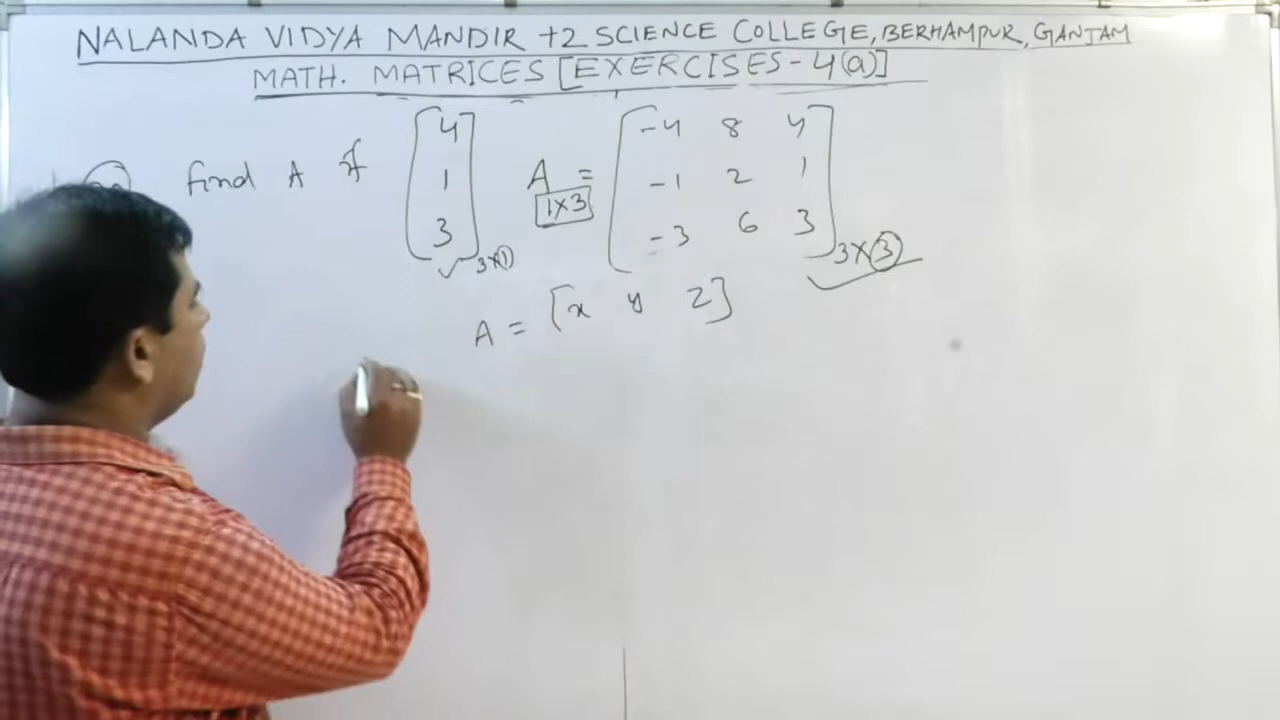 NALANDA VIDYA MANDIR +2 SCIENCE COLLEGE, BERHAMPUR, GANJAM
MATH. MATRICES [EXERCISES - 4(a)]
Find A if [4 1 3] 3×1 A 1×3 = [-4 8 4
-1 2 1
-3 6 3] 3×3
A = [x y z]